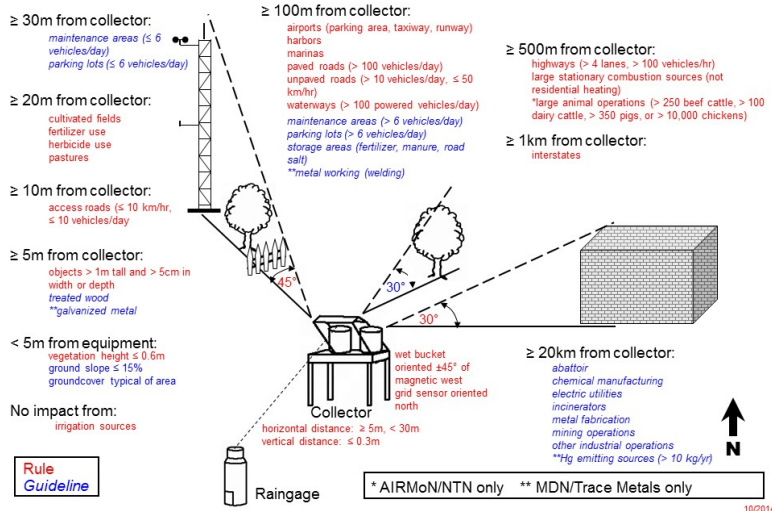 ≥ 30m from collector:
maintenance areas (≤ 6
vehicles/day)
parking lots (≤ 6 vehicles/day)
≥ 20m from collector:
cultivated fields
fertilizer use
herbicide use
pastures
≥ 10m from collector:
access roads (≤ 10 km/hr,
≤ 10 vehicles/day
≥ 5m from collector:
objects > 1m tall and > 5cm in
width or depth
treated wood
**galvanized metal
< 5m from equipment:
vegetation height ≤ 0.6m
ground slope ≤ 15%
groundcover typical of area
No impact from:
irrigation sources
Rule
Guideline
≥ 100m from collector:
airports (parking area, taxiway, runway)
harbors
marinas
paved roads (> 100 vehicles/day)
unpaved roads (> 10 vehicles/day, ≤ 50
km/hr)
waterways (> 100 powered vehicles/day)
maintenance areas (> 6 vehicles/day)
parking lots (> 6 vehicles/day)
storage areas (fertilizer, manure, road
salt)
**metal working (welding)
≥ 500m from collector:
highways (> 4 lanes, > 100 vehicles/hr)
large stationary combustion sources (not
residential heating)
*large animal operations (> 250 beef cattle, > 100
dairy cattle, > 350 pigs, or > 10,000 chickens)
≥ 1km from collector:
interstates
45°
30°
30°
wet bucket
oriented ±45° of
magnetic west
grid sensor oriented
north
Collector
horizontal distance: ≥ 5m, < 30m
vertical distance: ≤ 0.3m
Raingage
≥ 20km from collector:
abattoir
chemical manufacturing
electric utilities
incinerators
metal fabrication
mining operations
other industrial operations
**Hg emitting sources (> 10 kg/yr)
N
* AIRMoN/NTN only ** MDN/Trace Metals only
10/2014